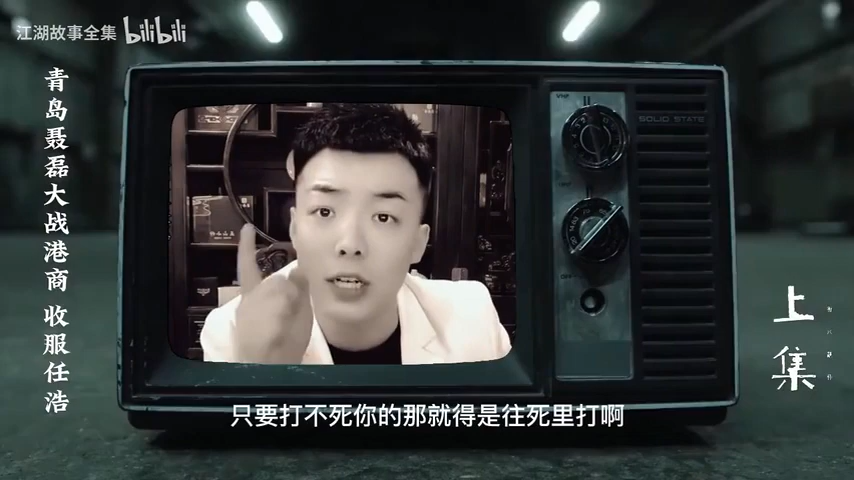 江湖故事全集 bilibili
青岛聂磊大战港商 收服任浩
SOLID STATE
VHF
OFF
上集
只要打不死你的那就得是往死里打啊